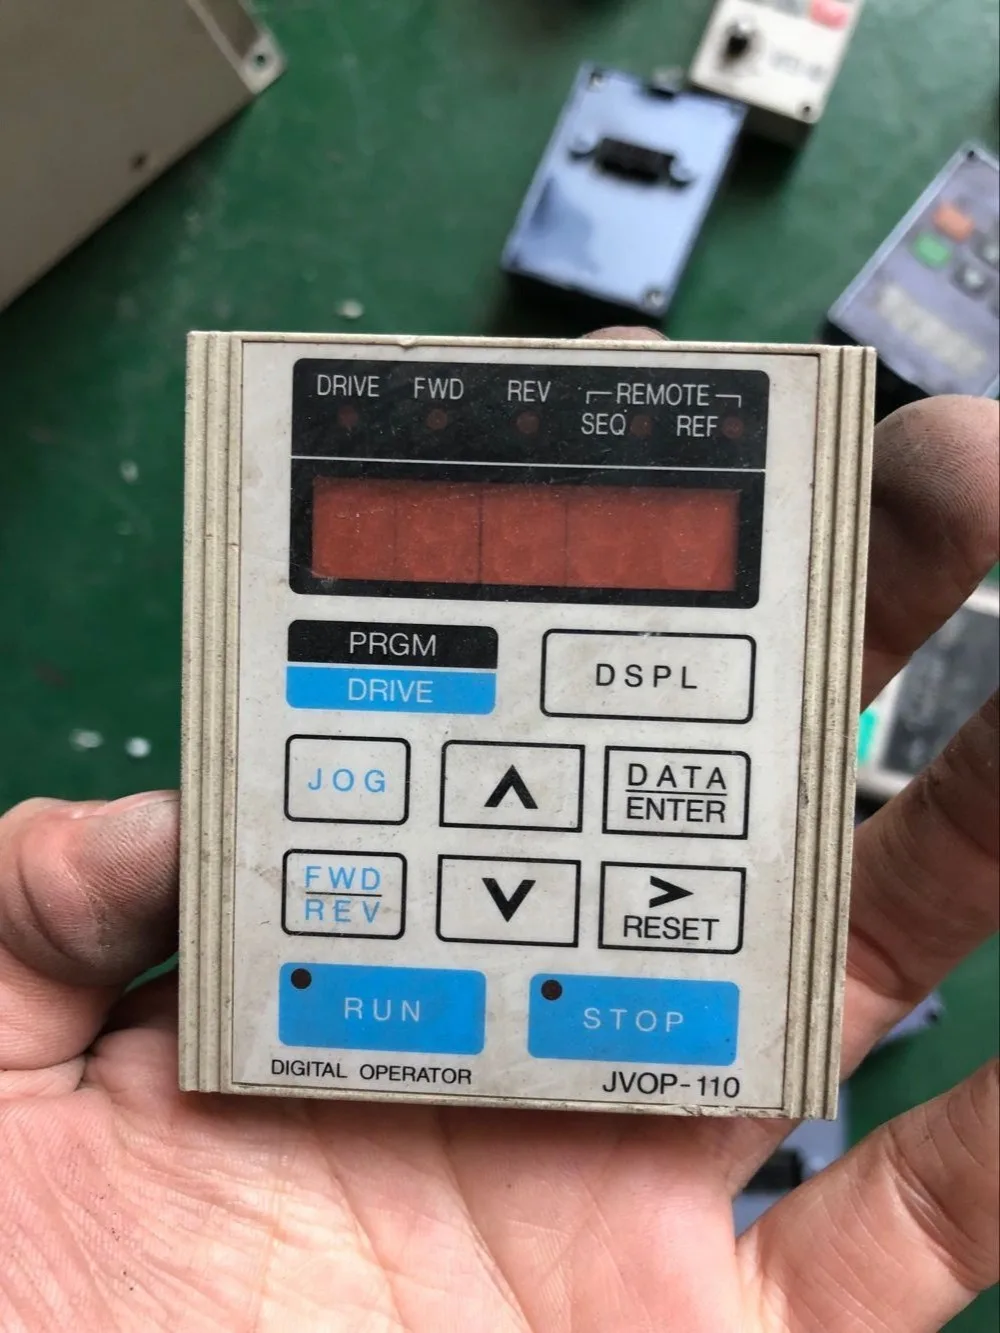 DRIVE FWD REV REMOTE
SEQ REF
PRGM
DRIVE
DSPL
JOG
∧
DATA
ENTER
FWD
REV
∨
>
RESET
RUN
STOP
DIGITAL OPERATOR
JVOP-110